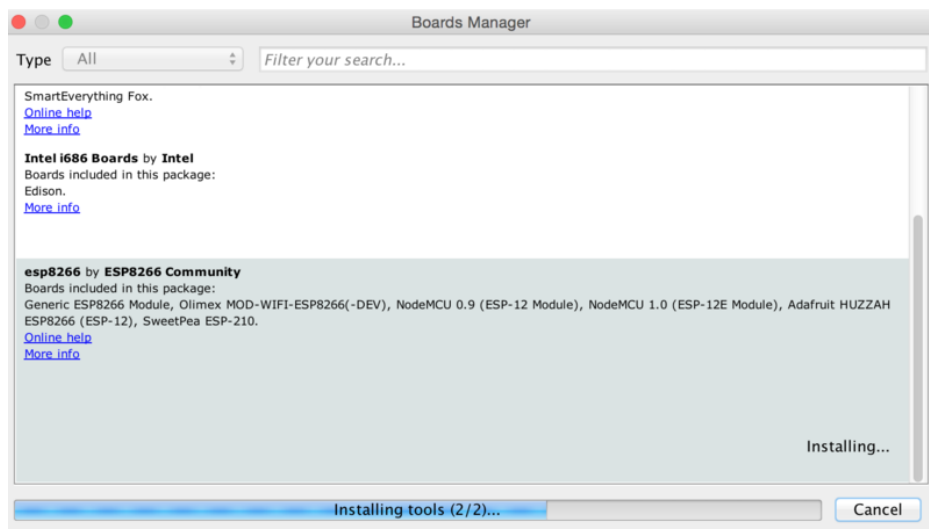 Boards Manager
Type All Filter your search...
SmartEverything Fox.
Online help
More info
Intel i686 Boards by Intel
Boards included in this package:
Edison.
More info
esp8266 by ESP8266 Community
Boards included in this package:
Generic ESP8266 Module, Olimex MOD-WIFI-ESP8266(-DEV), NodeMCU 0.9 (ESP-12 Module), NodeMCU 1.0 (ESP-12E Module), Adafruit HUZZAH
ESP8266 (ESP-12), SweetPea ESP-210.
Online help
More info
Installing...
Installing tools (2/2)... Cancel